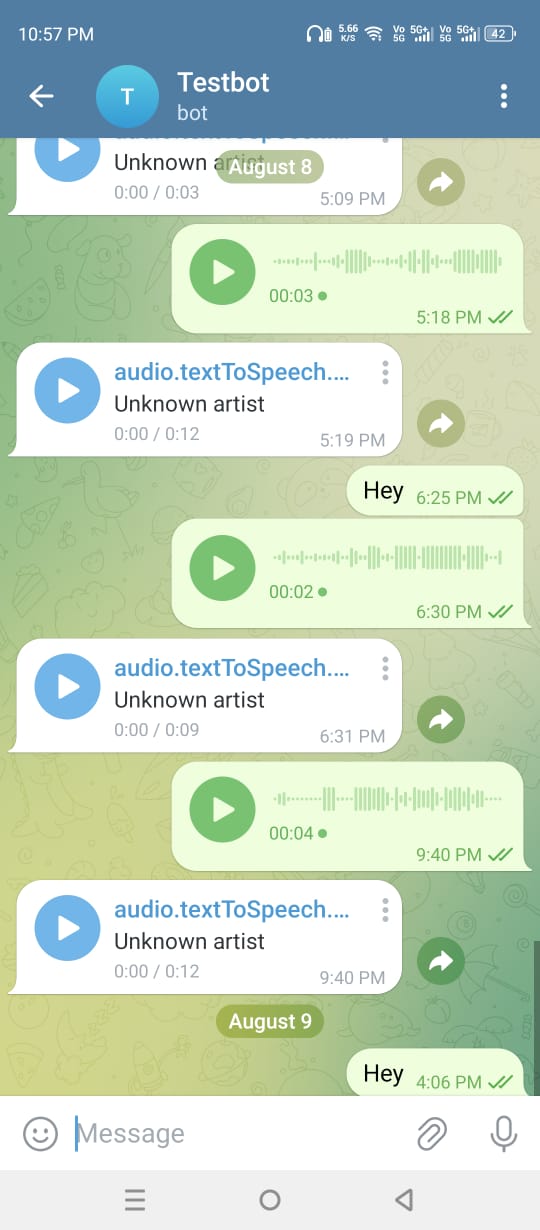 10:57 PM
5.66 K/S
Vo 5G 5G+ Vo 5G 5G+ 42
T
Testbot
bot
Unknown artist
August 8
0:00 / 0:03
5:09 PM
00:03
5:18 PM
audio.textToSpeech....
Unknown artist
0:00 / 0:12
5:19 PM
Hey 6:25 PM
00:02
6:30 PM
audio.textToSpeech....
Unknown artist
0:00 / 0:09
6:31 PM
00:04
9:40 PM
audio.textToSpeech....
Unknown artist
0:00 / 0:12
9:40 PM
August 9
Hey 4:06 PM
Message